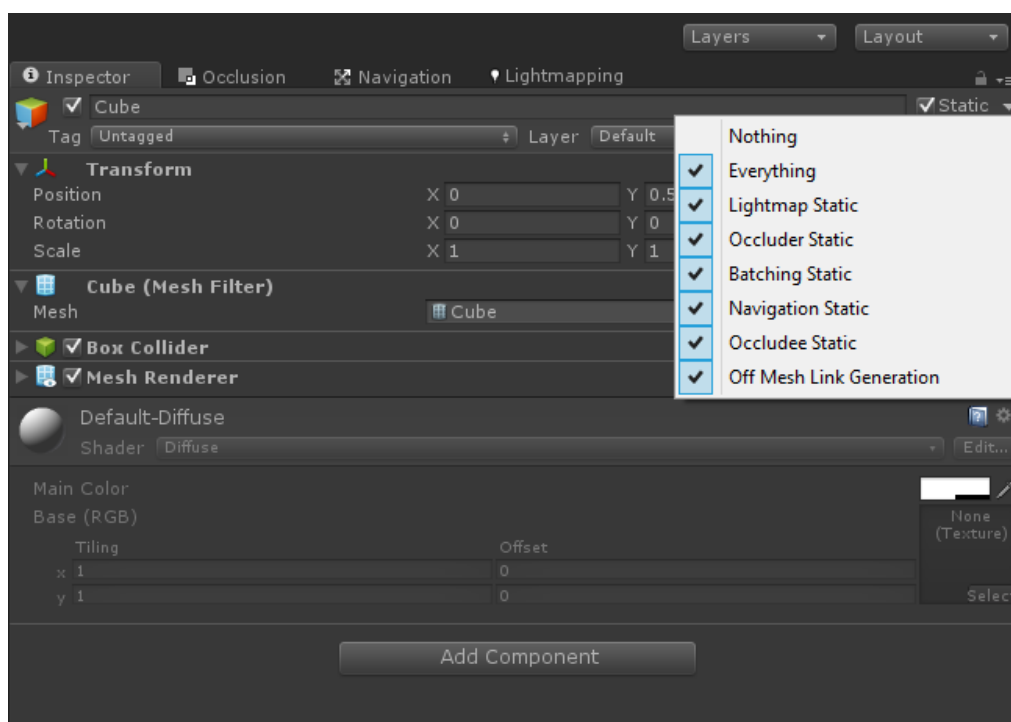 Layers Layout
Inspector Occlusion Navigation Lightmapping
Cube Static
Tag Untagged Layer Default
Nothing
Everything
Lightmap Static
Occluder Static
Batching Static
Navigation Static
Occludee Static
Off Mesh Link Generation
Transform
Position X 0 Y 0.5
Rotation X 0 Y 0
Scale X 1 Y 1
Cube (Mesh Filter)
Mesh Cube
Box Collider
Mesh Renderer
Default-Diffuse
Shader Diffuse Edit...
Main Color
Base (RGB) None
(Texture)
Tiling Offset
x 1 0
y 1 0 Selec
Add Component